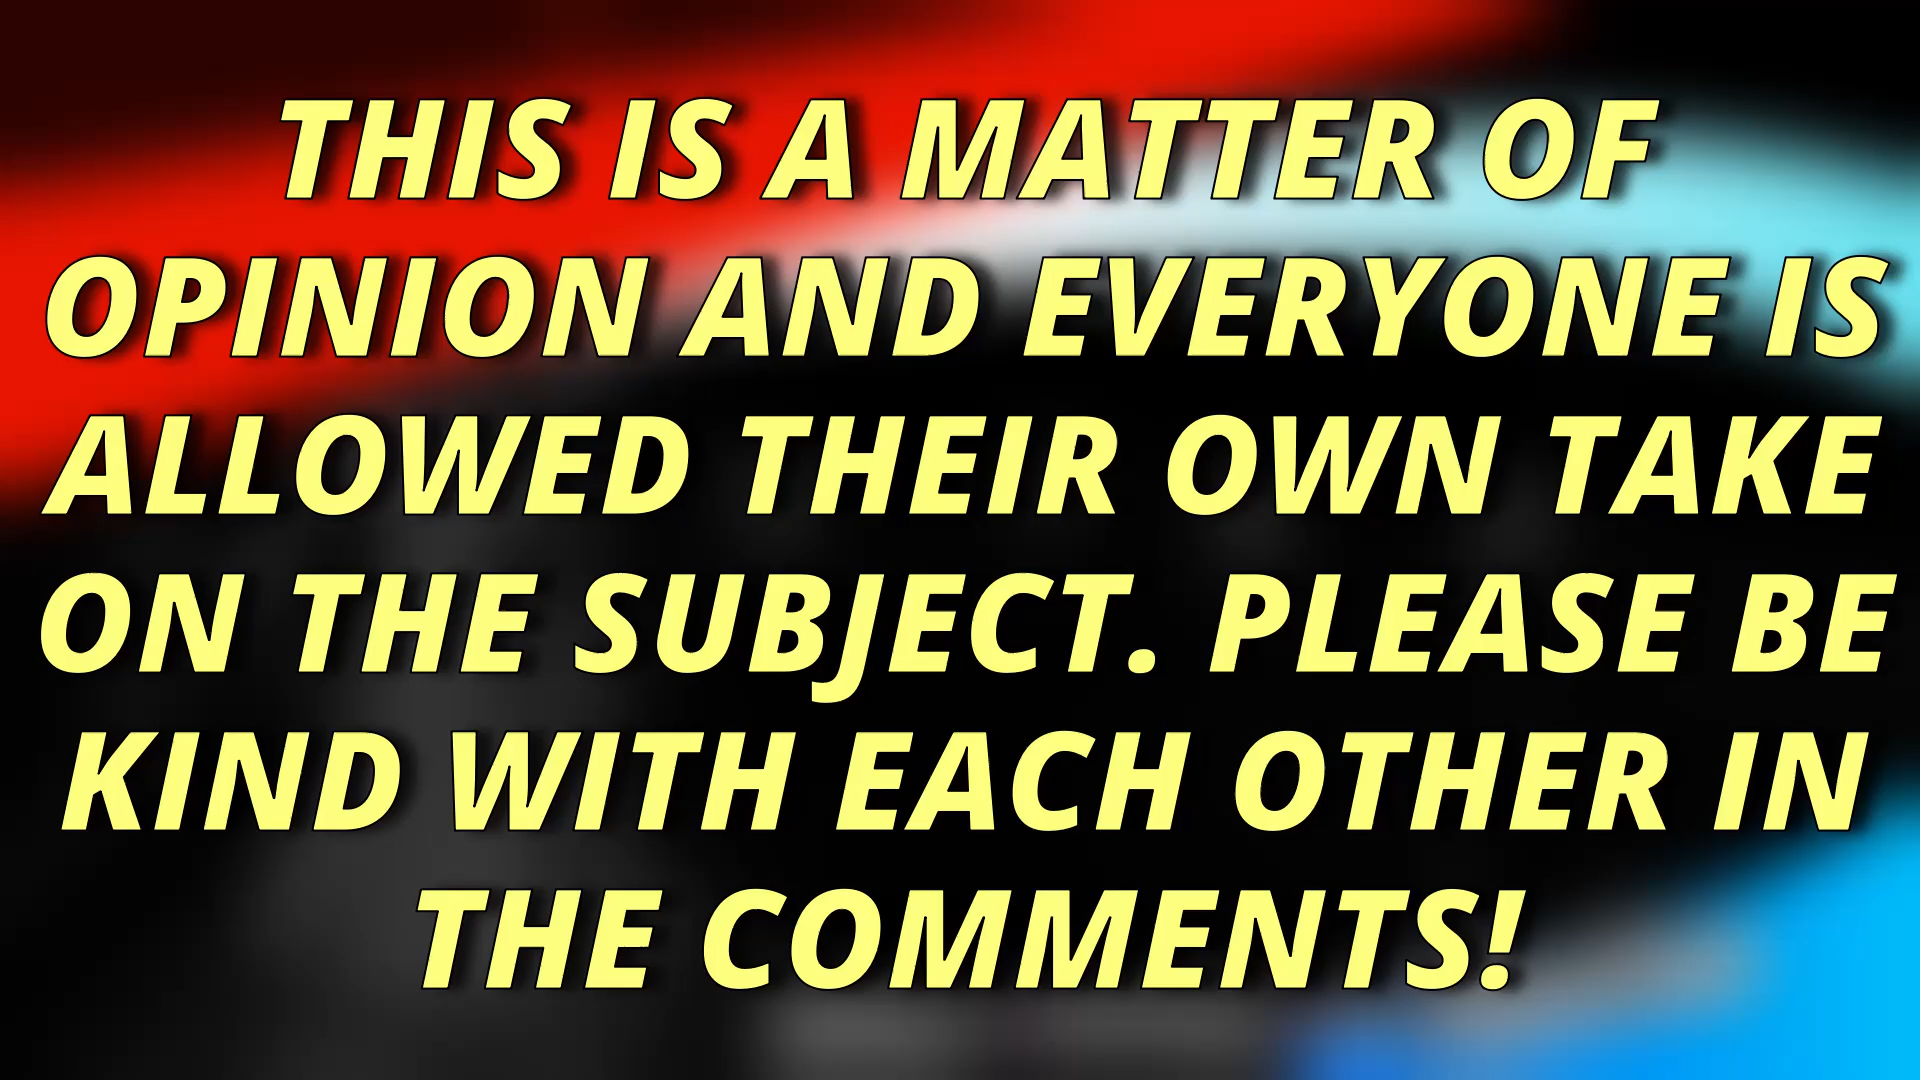 THIS IS A MATTER OF
OPINION AND EVERYONE IS
ALLOWED THEIR OWN TAKE
ON THE SUBJECT. PLEASE BE
KIND WITH EACH OTHER IN
THE COMMENTS!